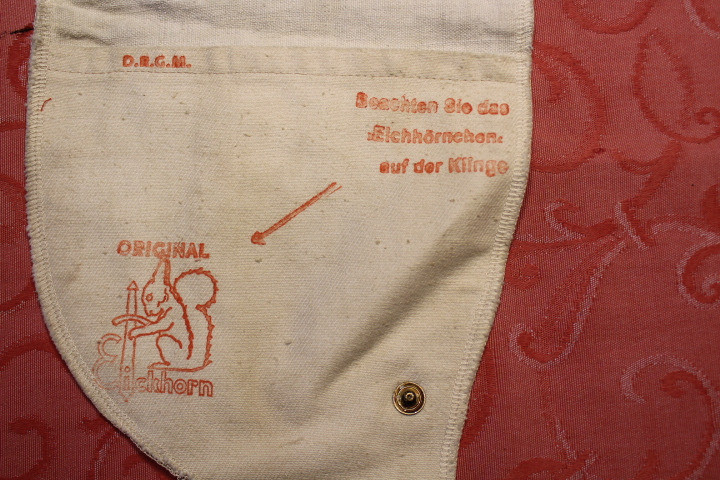 D.R.G.M.
Beachten Sie das
„Eichhörnchen“
auf der Klinge
ORIGINAL
Eickhorn